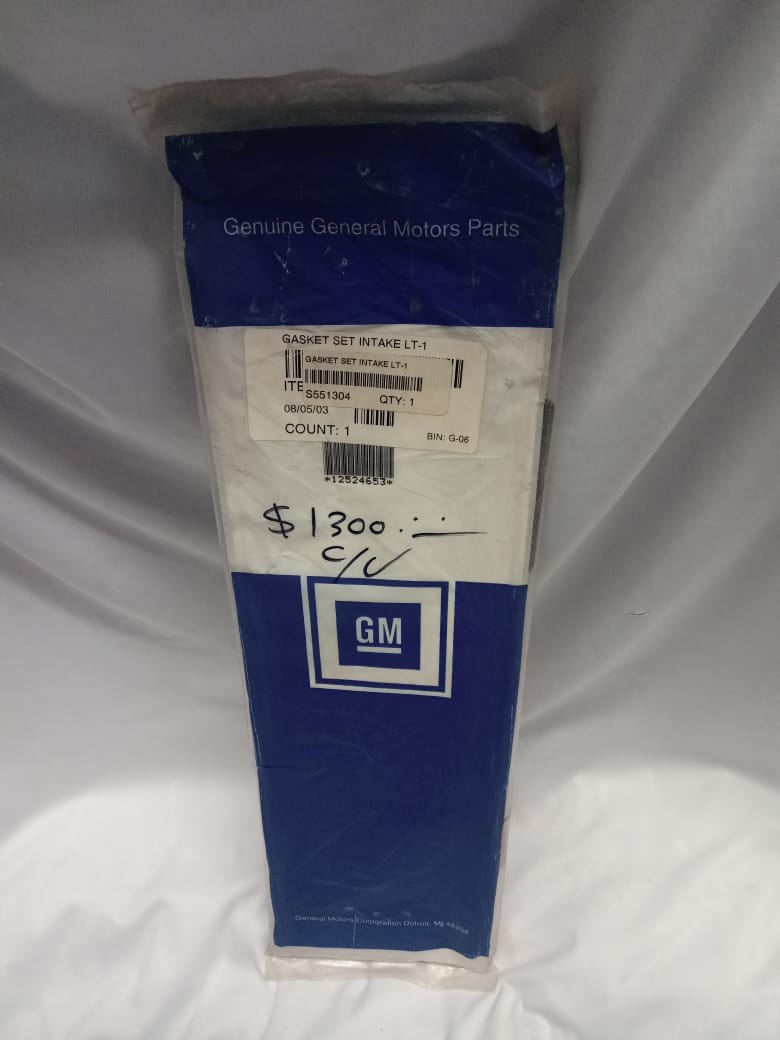 Genuine General Motors Parts
GASKET SET INTAKE LT-1
GASKET SET INTAKE LT-1
ITE
S551304 QTY: 1
08/05/03
COUNT: 1
BIN: G-06
*12524653*
$ 1300
c/u
GM
General Motors Corporation Detroit, MI 48202